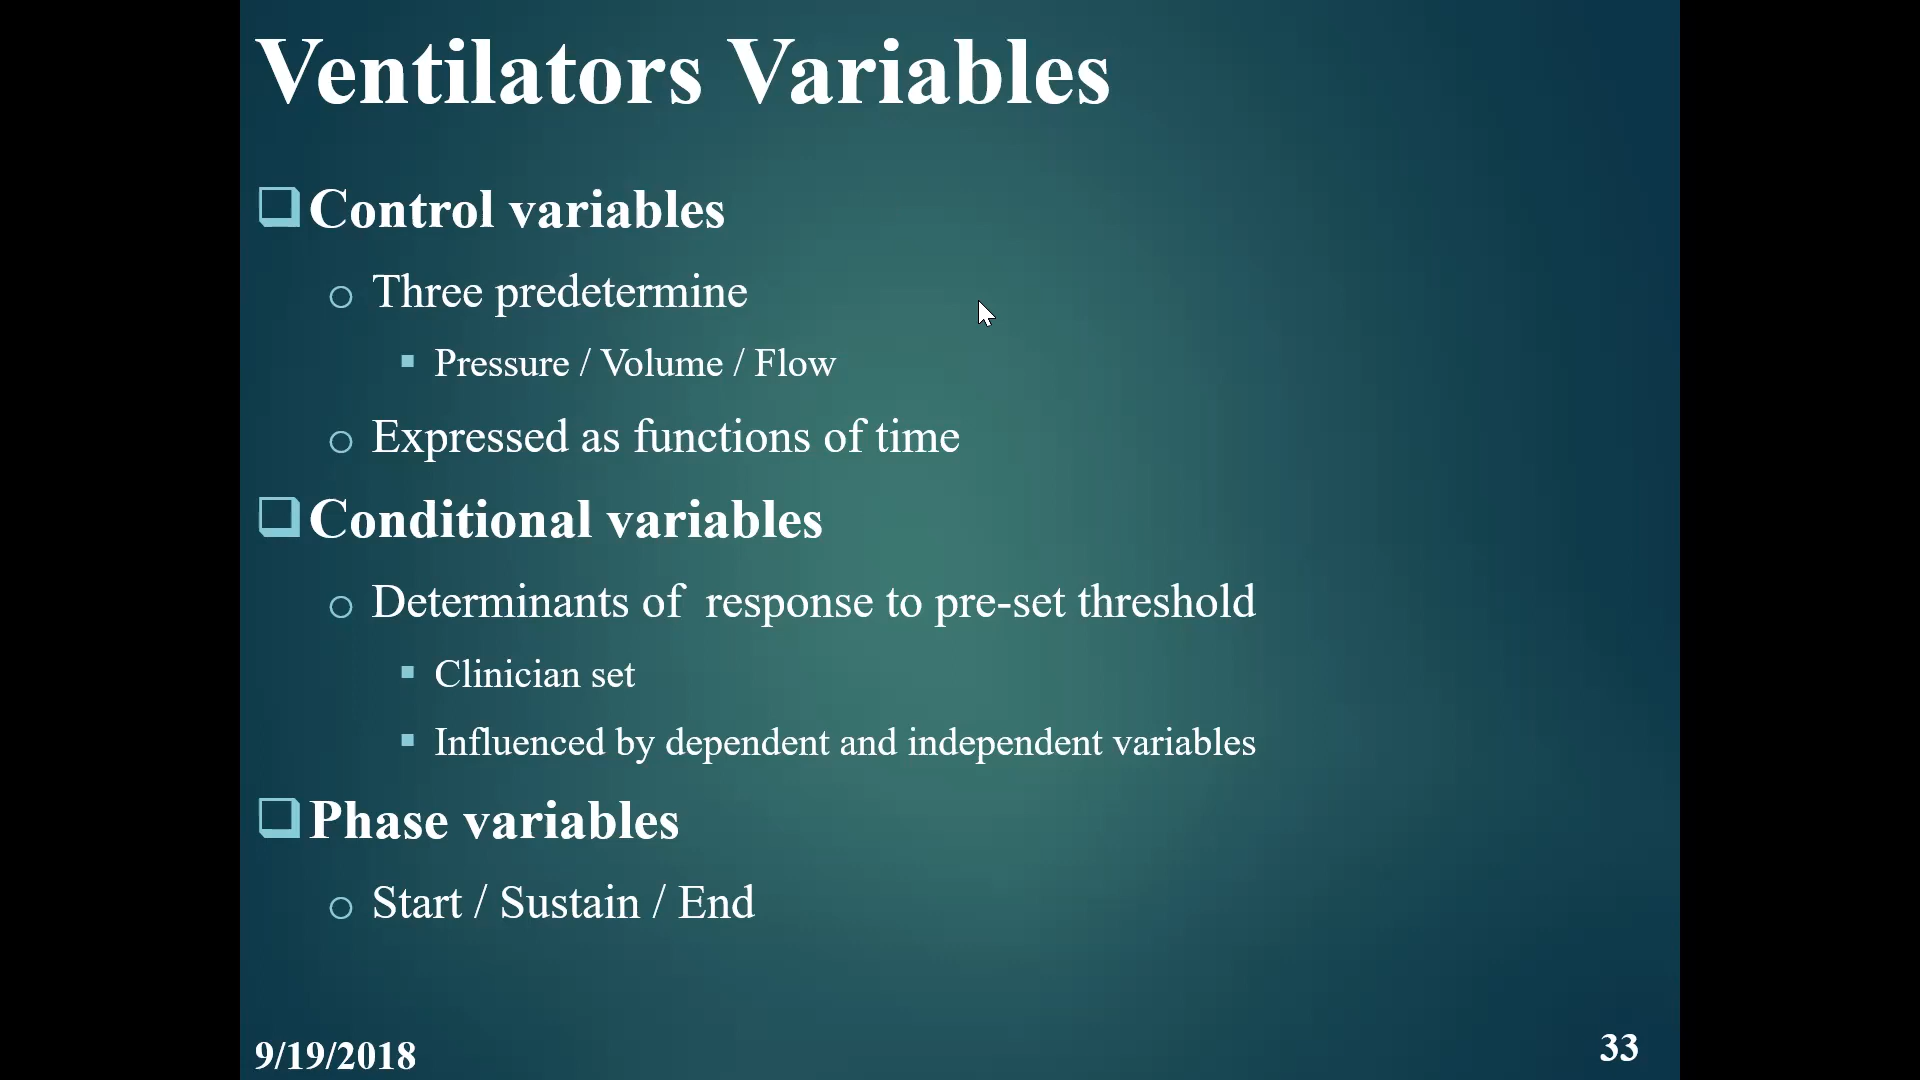 Ventilators Variables
Control variables
Three predetermine
Pressure / Volume / Flow
Expressed as functions of time
Conditional variables
Determinants of  response to pre-set threshold
Clinician set
Influenced by dependent and independent variables
Phase variables
Start / Sustain / End
9/19/2018
33